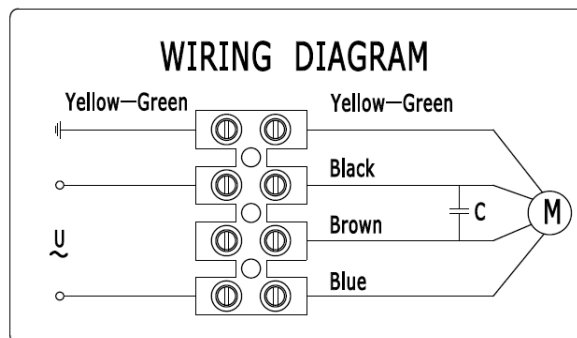 WIRING DIAGRAM
Yellow—Green
Yellow—Green
Black
C
M
Brown
U
~
Blue